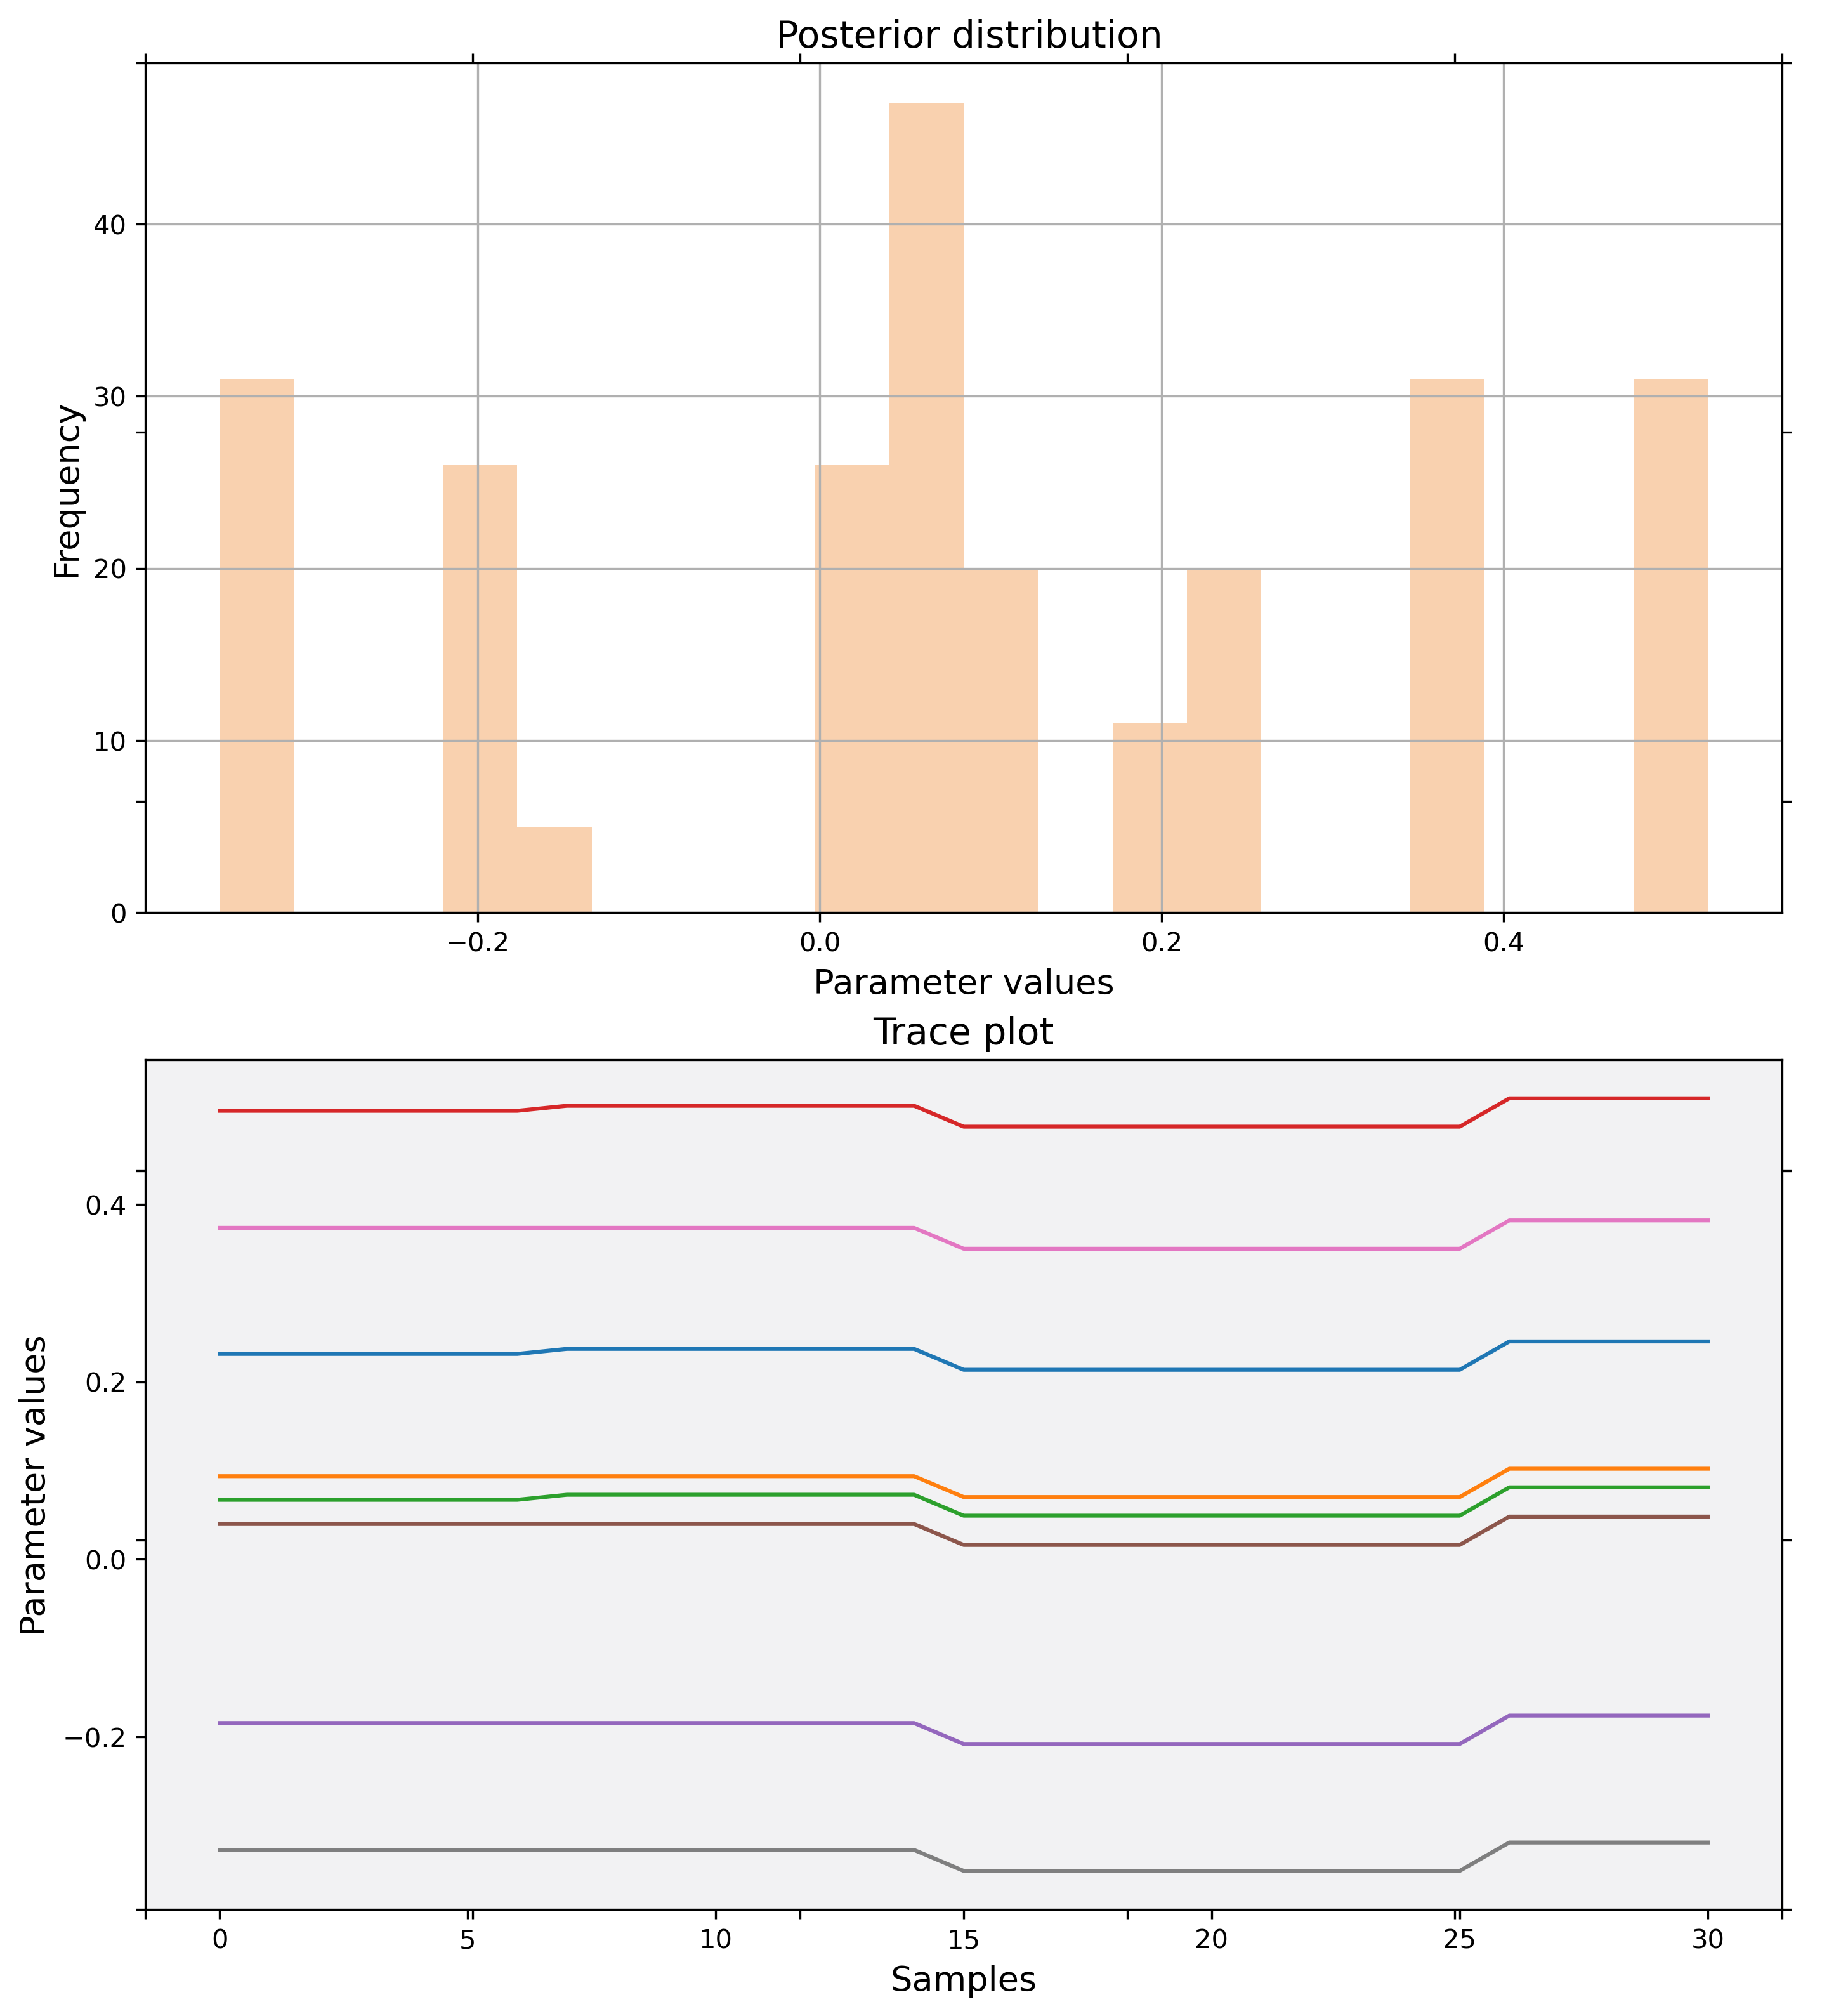 Posterior distribution
Frequency
40
30
20
10
0
−0.2 0.0 0.2 0.4
Parameter values
Trace plot
Parameter values
0.4
0.2
0.0
−0.2
0 5 10 15 20 25 30
Samples